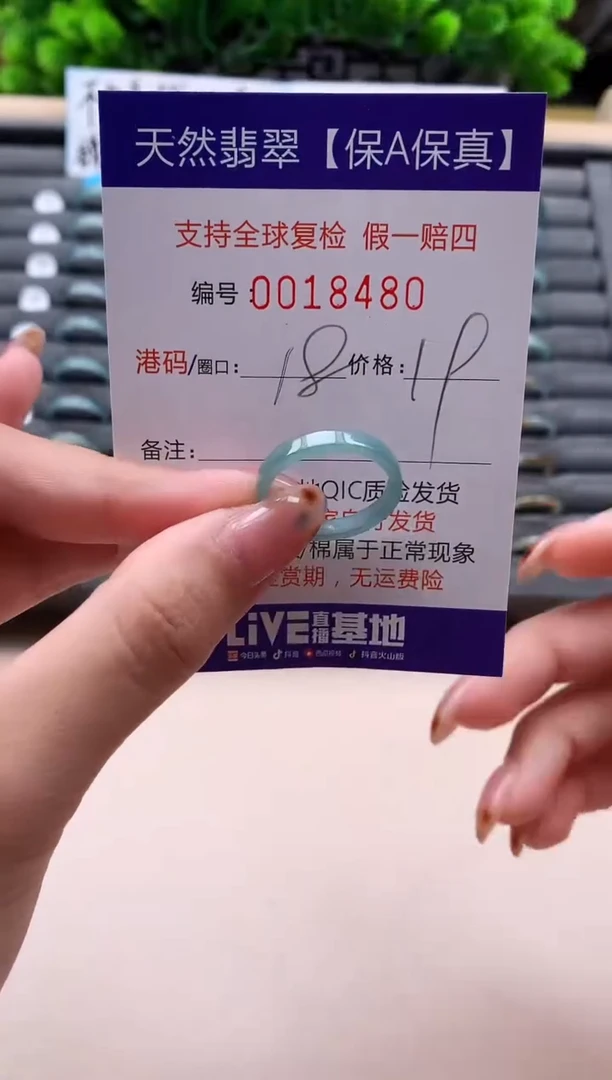 天然翡翠【保A保真】
支持全球复检 假一赔四
编号:0018480
港码/圈口:18 价格:
备注:
QIC质检发货
发货
棉属于正常现象
赏期，无运费险
LiVE直播基地
今日头条 抖音 西瓜视频 抖音火山版